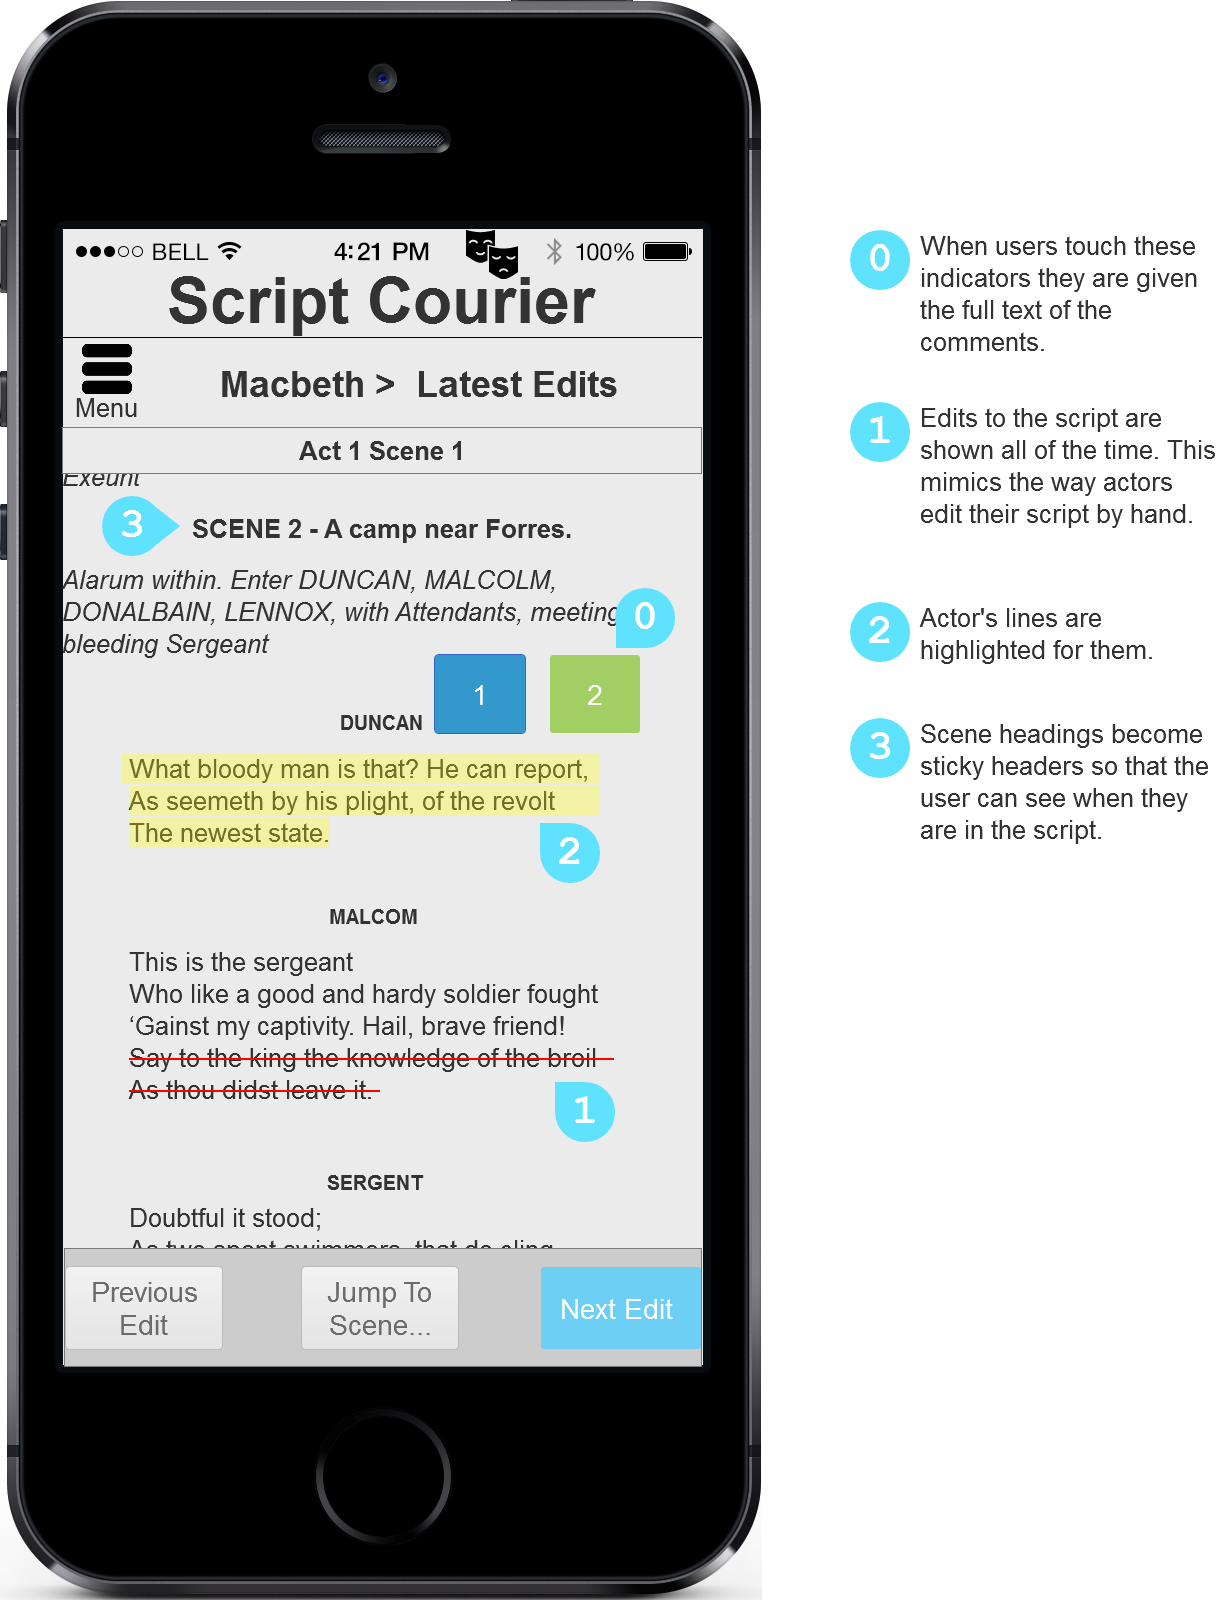 BELL 4:21 PM 100%
Script Courier
Menu
Macbeth > Latest Edits
Act 1 Scene 1
Exeunt
3
SCENE 2 - A camp near Forres.
Alarum within. Enter DUNCAN, MALCOLM,
DONALBAIN, LENNOX, with Attendants, meeting
bleeding Sergeant
0
DUNCAN
1
2
What bloody man is that? He can report,
As seemeth by his plight, of the revolt
The newest state.
2
MALCOM
This is the sergeant
Who like a good and hardy soldier fought
‘Gainst my captivity. Hail, brave friend!
Say to the king the knowledge of the broil
As thou didst leave it.
1
SERGENT
Doubtful it stood;
As two spent swimmers, that do cling
Previous
Edit
Jump To
Scene...
Next Edit
0
When users touch these
indicators they are given
the full text of the
comments.
1
Edits to the script are
shown all of the time. This
mimics the way actors
edit their script by hand.
2
Actor's lines are
highlighted for them.
3
Scene headings become
sticky headers so that the
user can see when they
are in the script.